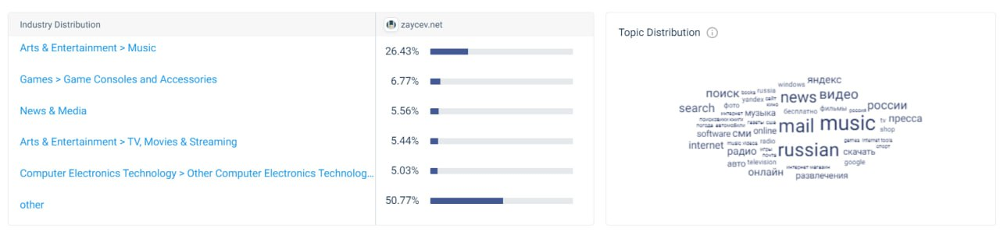 Industry Distribution
zaycev.net
Arts & Entertainment > Music
26.43%
Games > Game Consoles and Accessories
6.77%
News & Media
5.56%
Arts & Entertainment > TV, Movies & Streaming
5.44%
Computer Electronics Technology > Other Computer Electronics Technolog...
5.03%
other
50.77%
Topic Distribution
windows яндекс
поиск books russia
yandex сайт news видео
search фото кино россии
интернет музыка бесплатно фильмы россия
поисковики книги газеты сша mail music tv пресса
погода автомобили online shop
software сми
internet music videos radio russian games internet tools
спорт
радио игры скачать
почта
авто television google
онлайн интернет магазин
развлечения